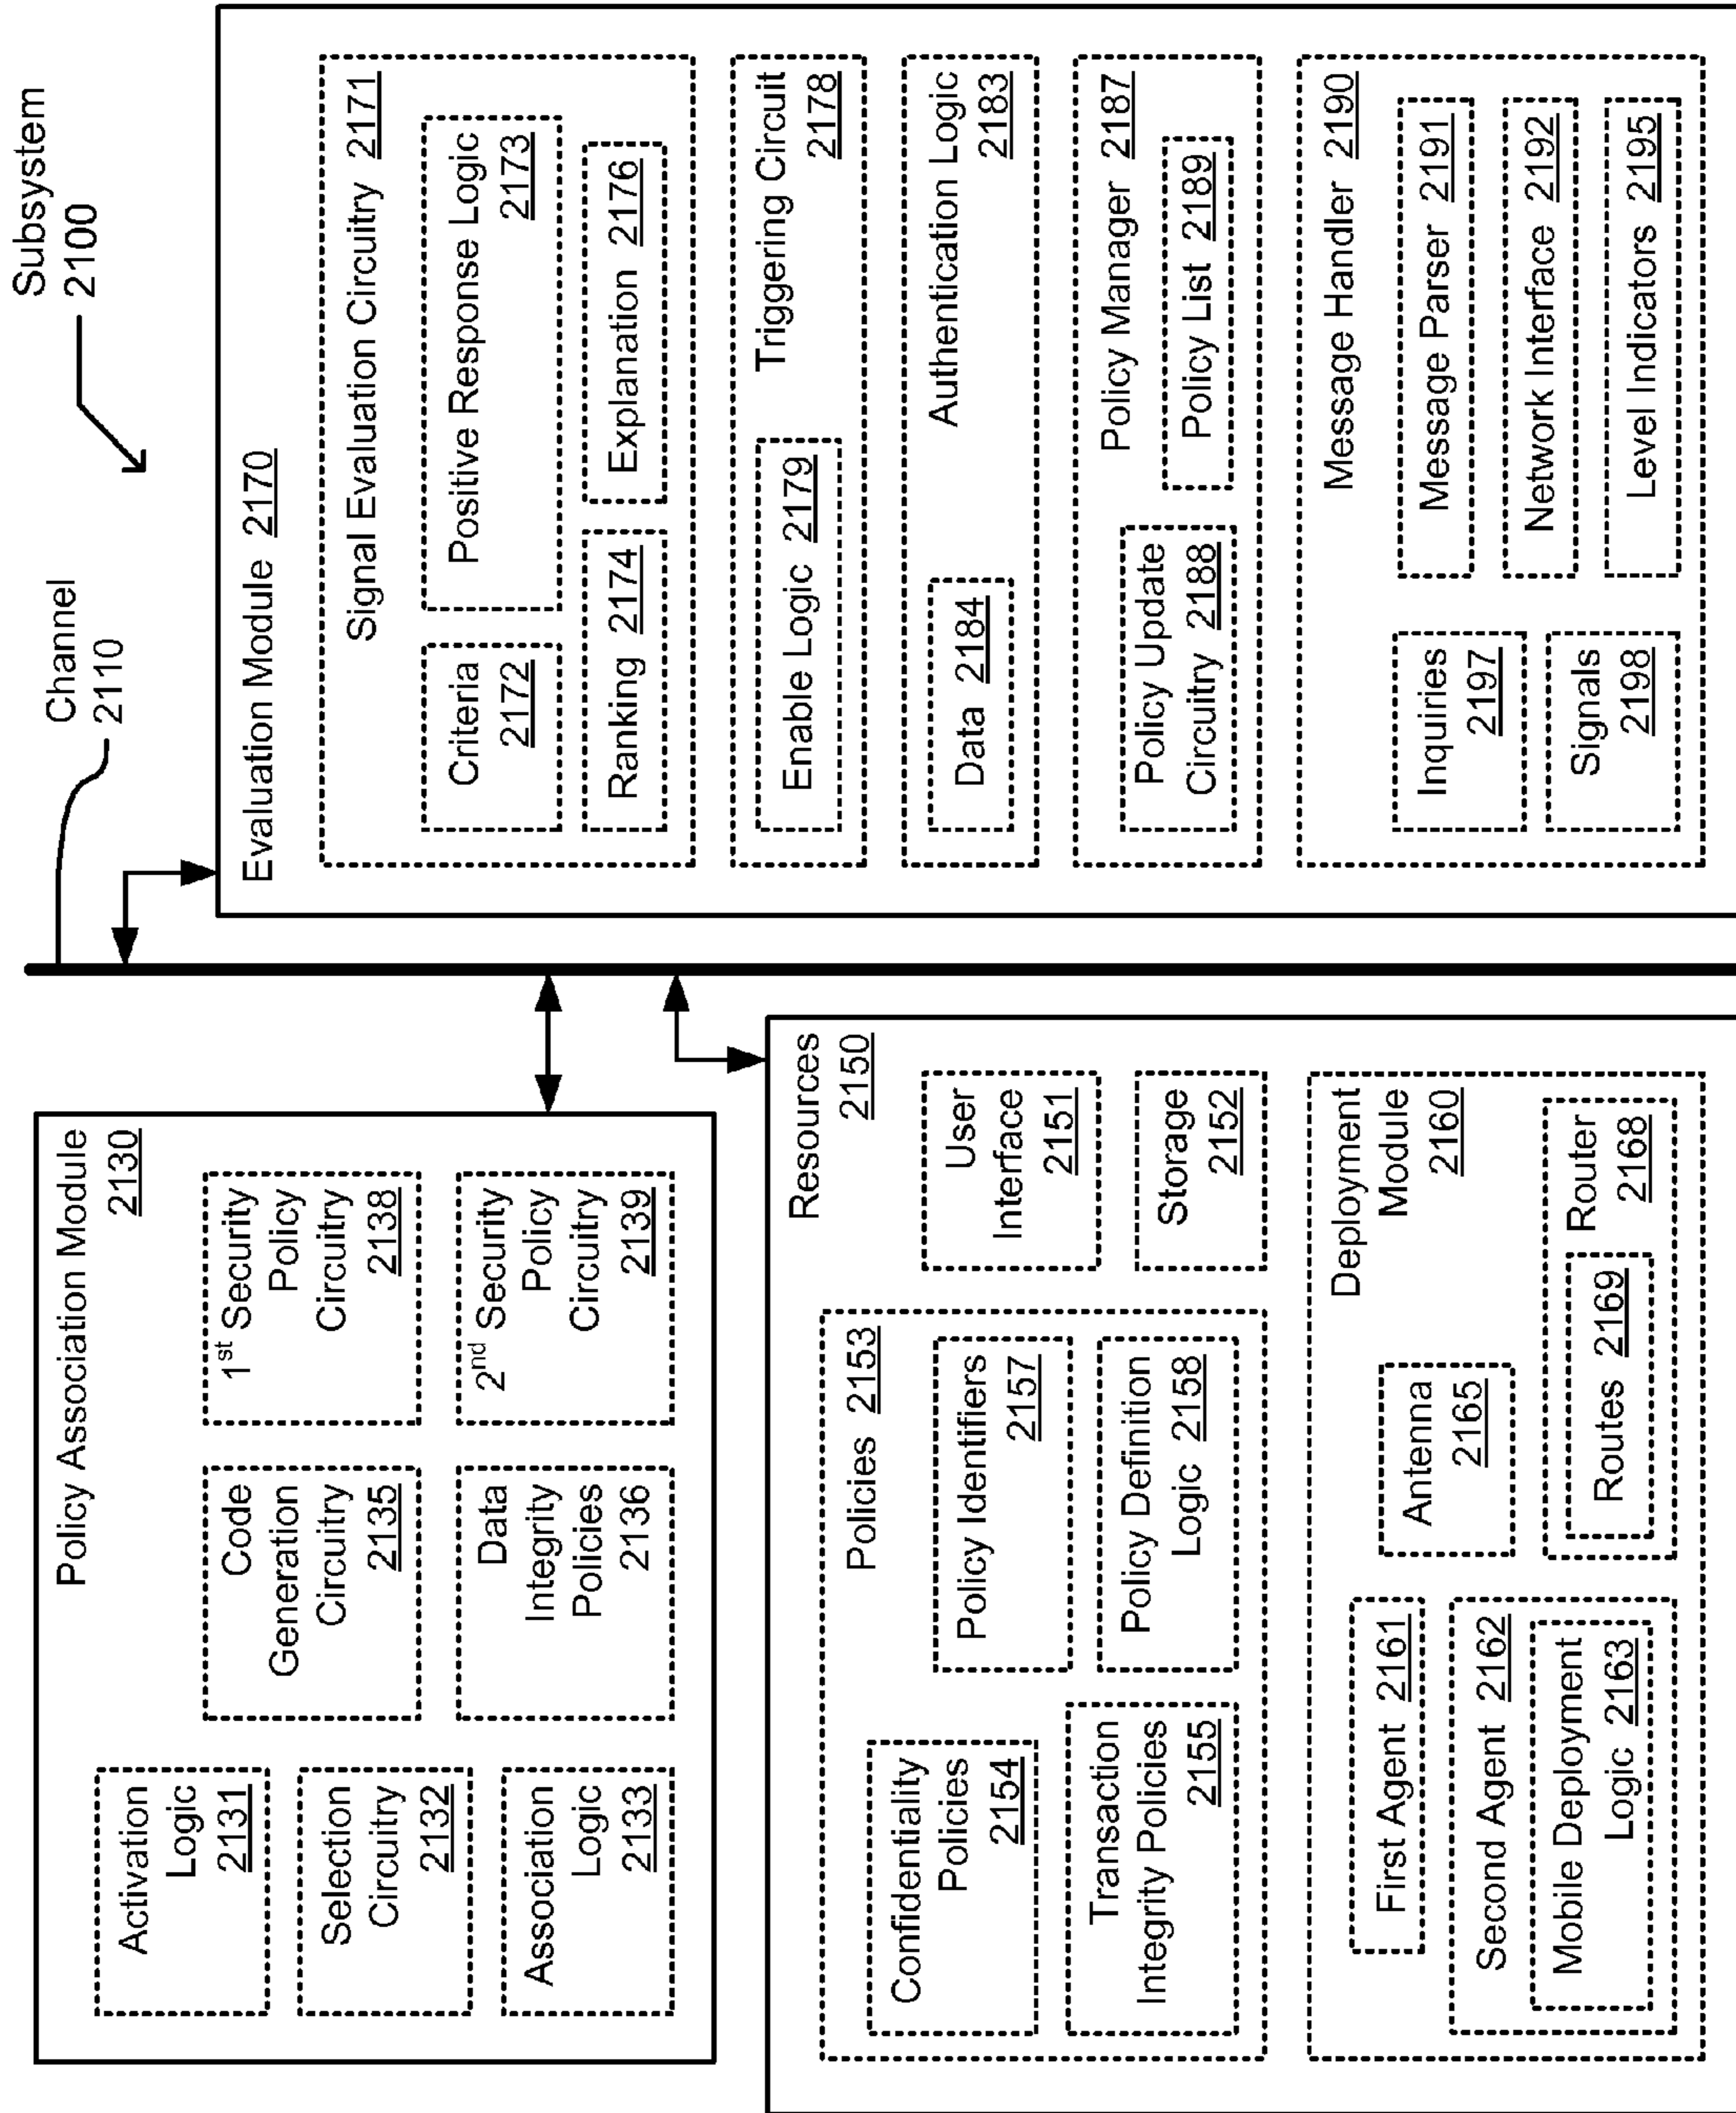 Subsystem
2100
Channel
2110
Policy Association Module
2130
Activation
Logic
2131
Selection
Circuitry
2132
Association
Logic
2133
Code
Generation
Circuitry
2135
Data
Integrity
Policies
2136
1st Security
Policy
Circuitry
2138
2nd Security
Policy
Circuitry
2139
Resources
2150
Policies 2153
Confidentiality
Policies
2154
Transaction
Integrity Policies
2155
Policy Identifiers
2157
Policy Definition
Logic 2158
User
Interface
2151
Storage
2152
Deployment
Module
2160
First Agent 2161
Second Agent 2162
Mobile Deployment
Logic 2163
Antenna
2165
Router
2168
Routes 2169
Evaluation Module 2170
Signal Evaluation Circuitry 2171
Criteria
2172
Positive Response Logic
2173
Ranking 2174
Explanation 2176
Triggering Circuit
2178
Enable Logic 2179
Authentication Logic
2183
Data 2184
Policy Manager 2187
Policy Update
Circuitry 2188
Policy List 2189
Message Handler 2190
Inquiries
2197
Signals
2198
Message Parser 2191
Network Interface 2192
Level Indicators 2195